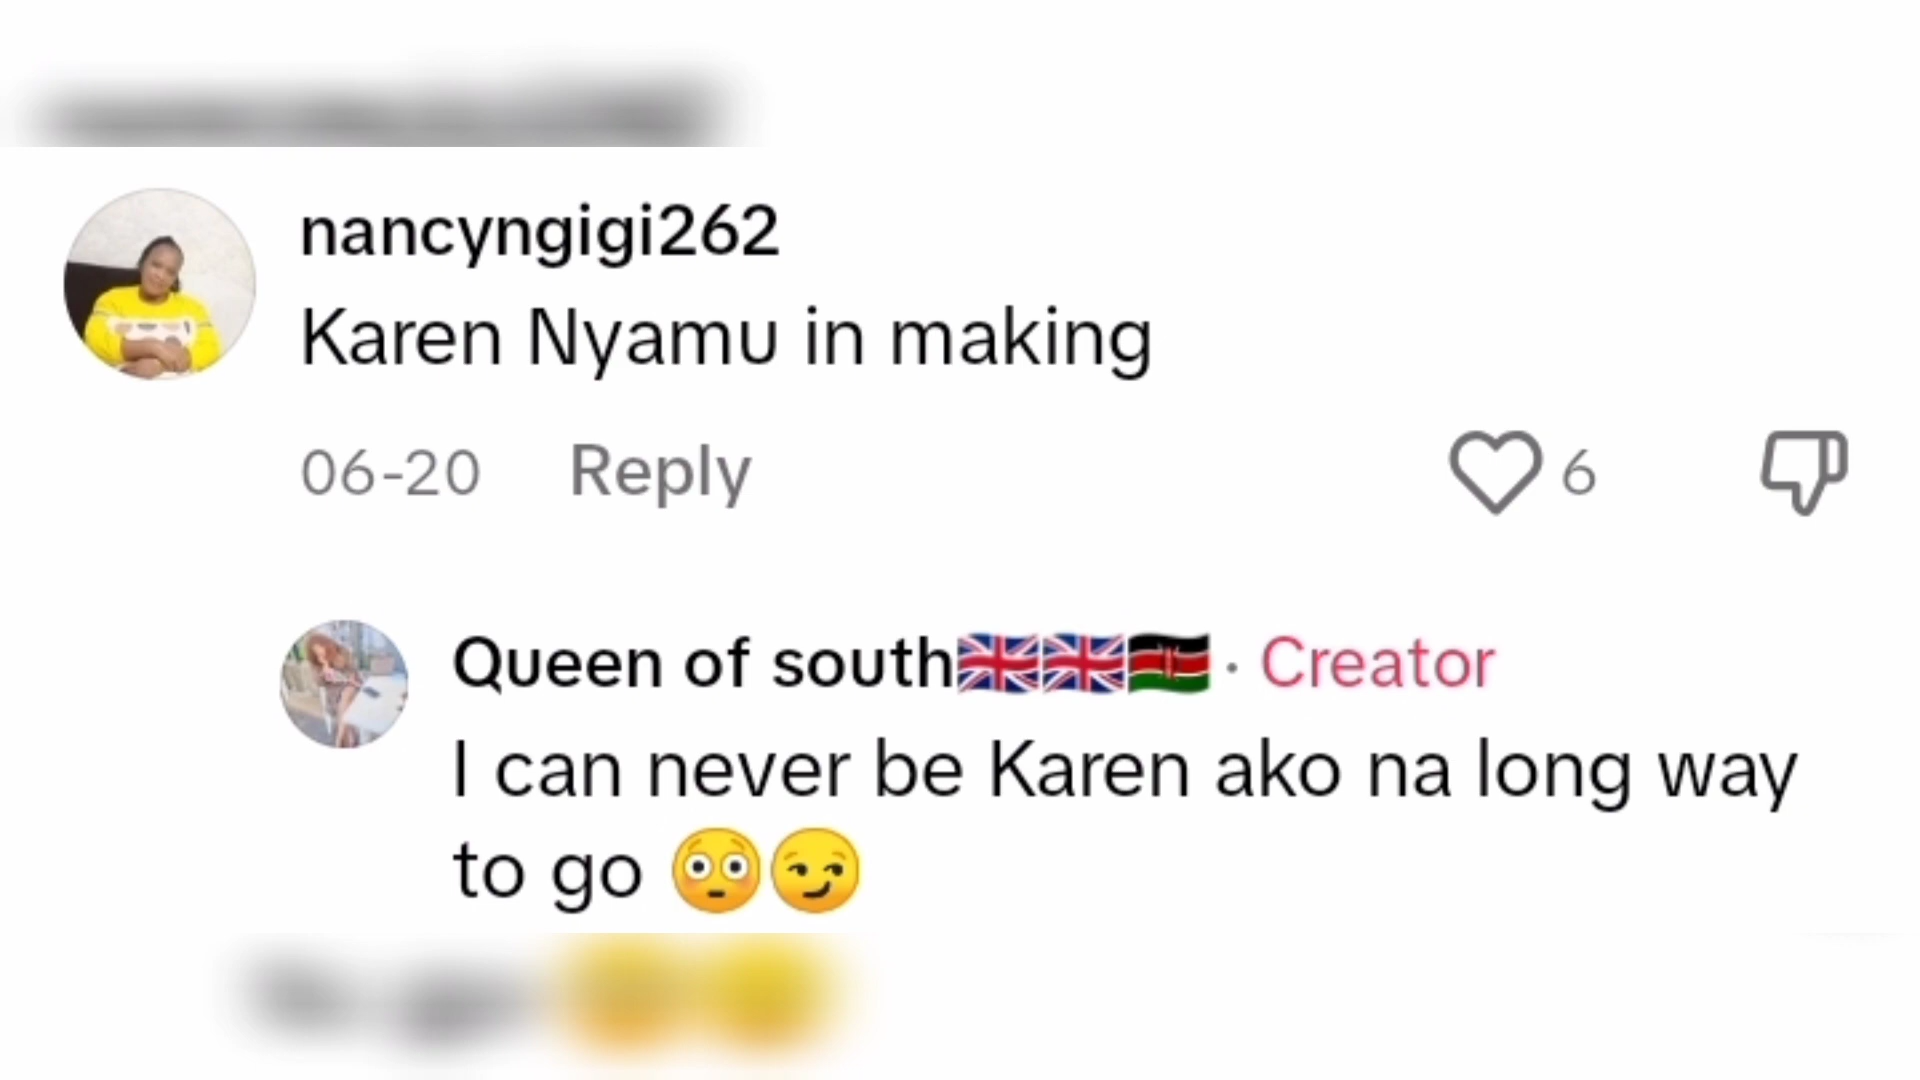 nancyngigi262
Karen Nyamu in making
06-20 Reply 6
Queen of south🇬🇧🇬🇧🇰🇪 · Creator
I can never be Karen ako na long way
to go 😳😏